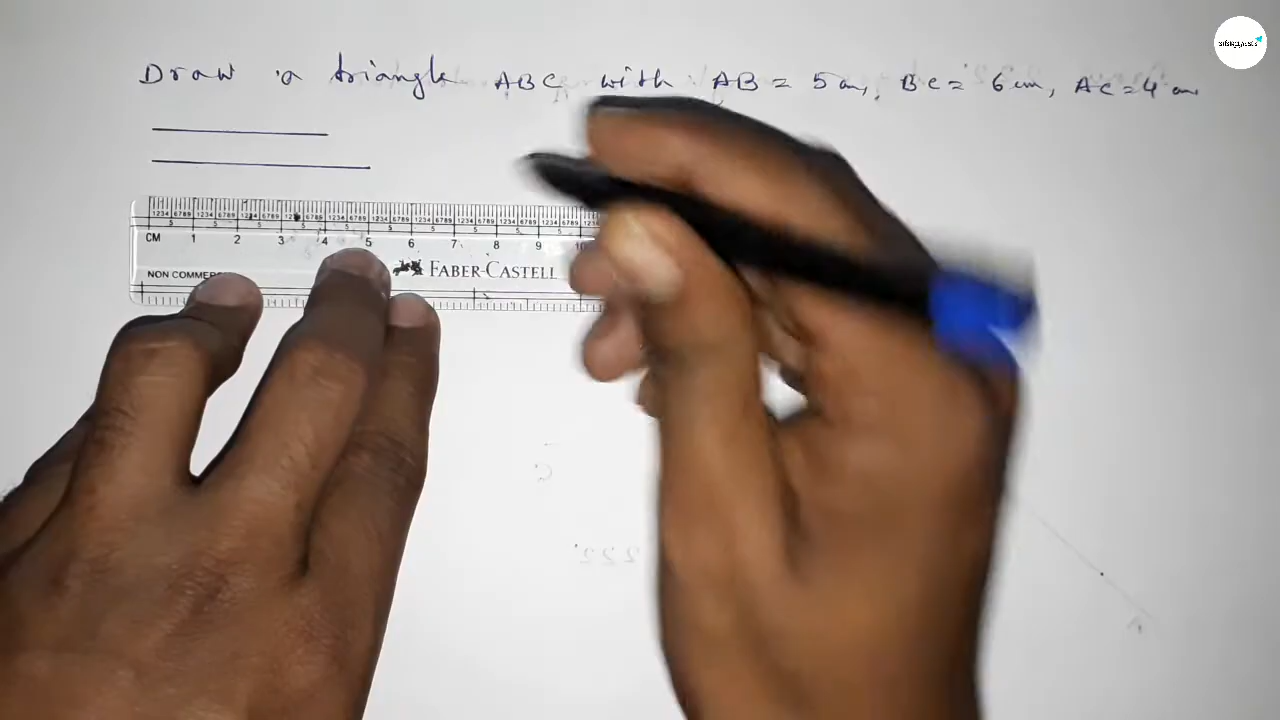 Draw a triangle ABC with AB = 5 cm, BC = 6 cm, AC = 4 cm
CM 1 2 3 4 5 6 7 8 9 10
FABER-CASTELL
NON COMMER